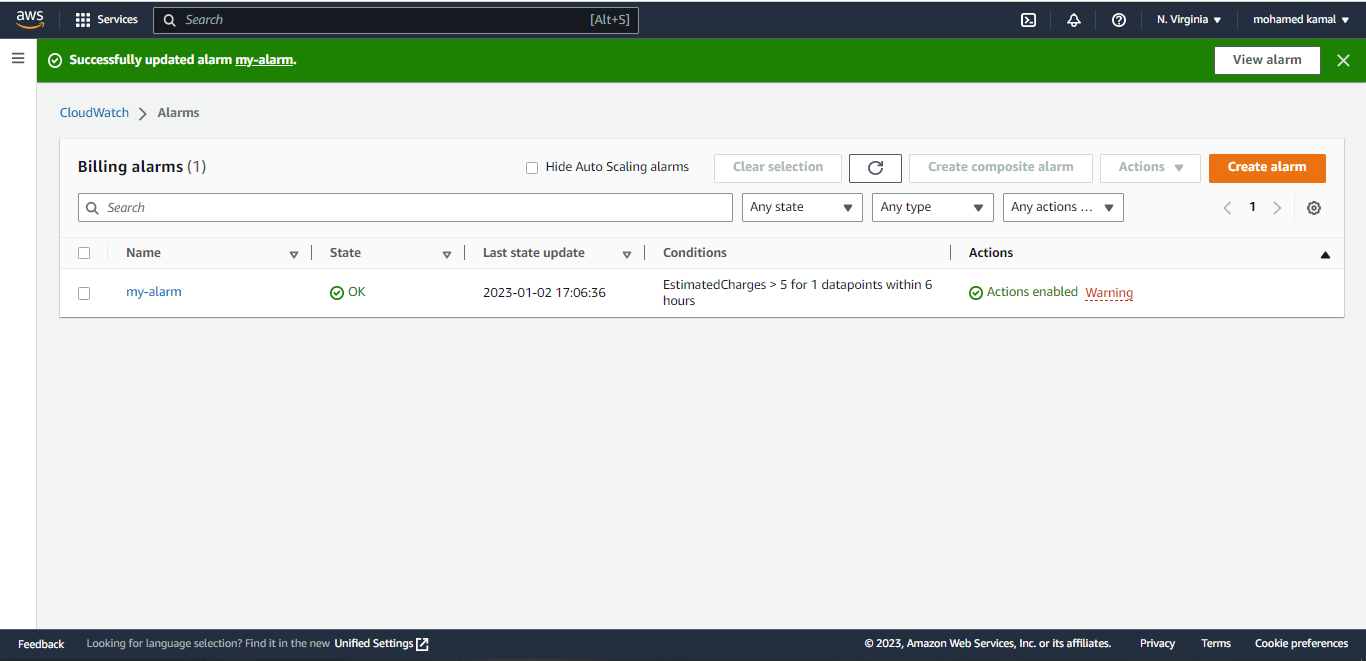 aws
Services
Search [Alt+S]
N. Virginia
mohamed kamal
Successfully updated alarm my-alarm.
View alarm
CloudWatch
Alarms
Billing alarms (1)
Hide Auto Scaling alarms
Clear selection
Create composite alarm
Actions
Create alarm
Search
Any state
Any type
Any actions ...
1
Name
State
Last state update
Conditions
Actions
my-alarm
OK
2023-01-02 17:06:36
EstimatedCharges > 5 for 1 datapoints within 6
hours
Actions enabled
Warning
Feedback
Looking for language selection? Find it in the new Unified Settings
© 2023, Amazon Web Services, Inc. or its affiliates.
Privacy
Terms
Cookie preferences